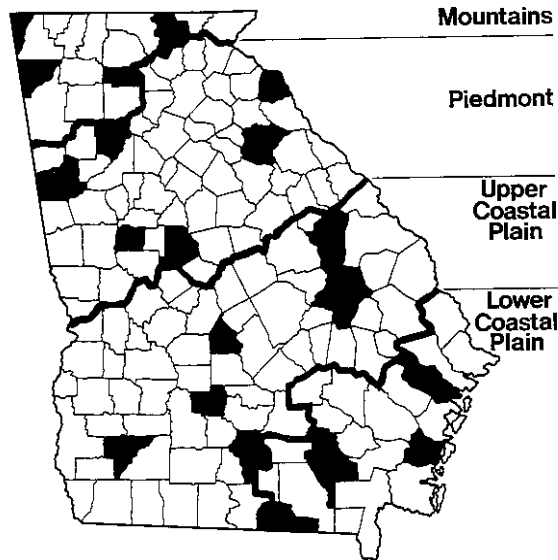 Mountains
Piedmont
Upper
Coastal
Plain
Lower
Coastal
Plain